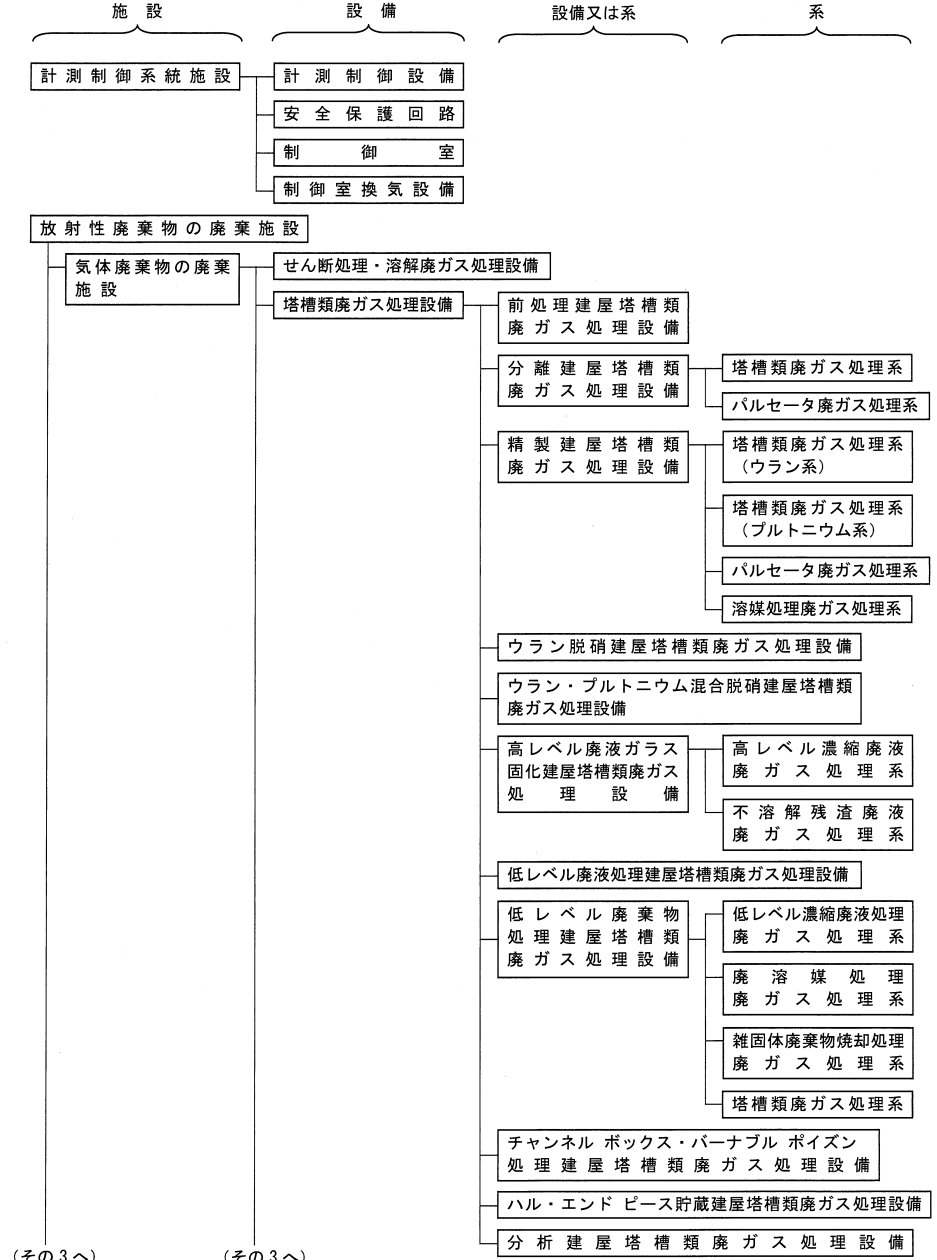 施設
設備
設備又は系
系
計測制御系統施設
計測制御設備
安全保護回路
制御室
制御室換気設備
放射性廃棄物の廃棄施設
気体廃棄物の廃棄
施設
せん断処理・溶解廃ガス処理設備
塔槽類廃ガス処理設備
前処理建屋塔槽類
廃ガス処理設備
分離建屋塔槽類
廃ガス処理設備
塔槽類廃ガス処理系
パルセータ廃ガス処理系
精製建屋塔槽類
廃ガス処理設備
塔槽類廃ガス処理系
（ウラン系）
塔槽類廃ガス処理系
（プルトニウム系）
パルセータ廃ガス処理系
溶媒処理廃ガス処理系
ウラン脱硝建屋塔槽類廃ガス処理設備
ウラン・プルトニウム混合脱硝建屋塔槽類
廃ガス処理設備
高レベル廃液ガラス
固化建屋塔槽類廃ガス
処理設備
高レベル濃縮廃液
廃ガス処理系
不溶解残渣廃液
廃ガス処理系
低レベル廃液処理建屋塔槽類廃ガス処理設備
低レベル廃棄物
処理建屋塔槽類
廃ガス処理設備
低レベル濃縮廃液処理
廃ガス処理系
廃溶媒処理
廃ガス処理系
雑固体廃棄物焼却処理
廃ガス処理系
塔槽類廃ガス処理系
チャンネル ボックス・バーナブル ポイズン
処理建屋塔槽類廃ガス処理設備
ハル・エンド ピース貯蔵建屋塔槽類廃ガス処理設備
分析建屋塔槽類廃ガス処理設備
（その３へ）
（その３へ）